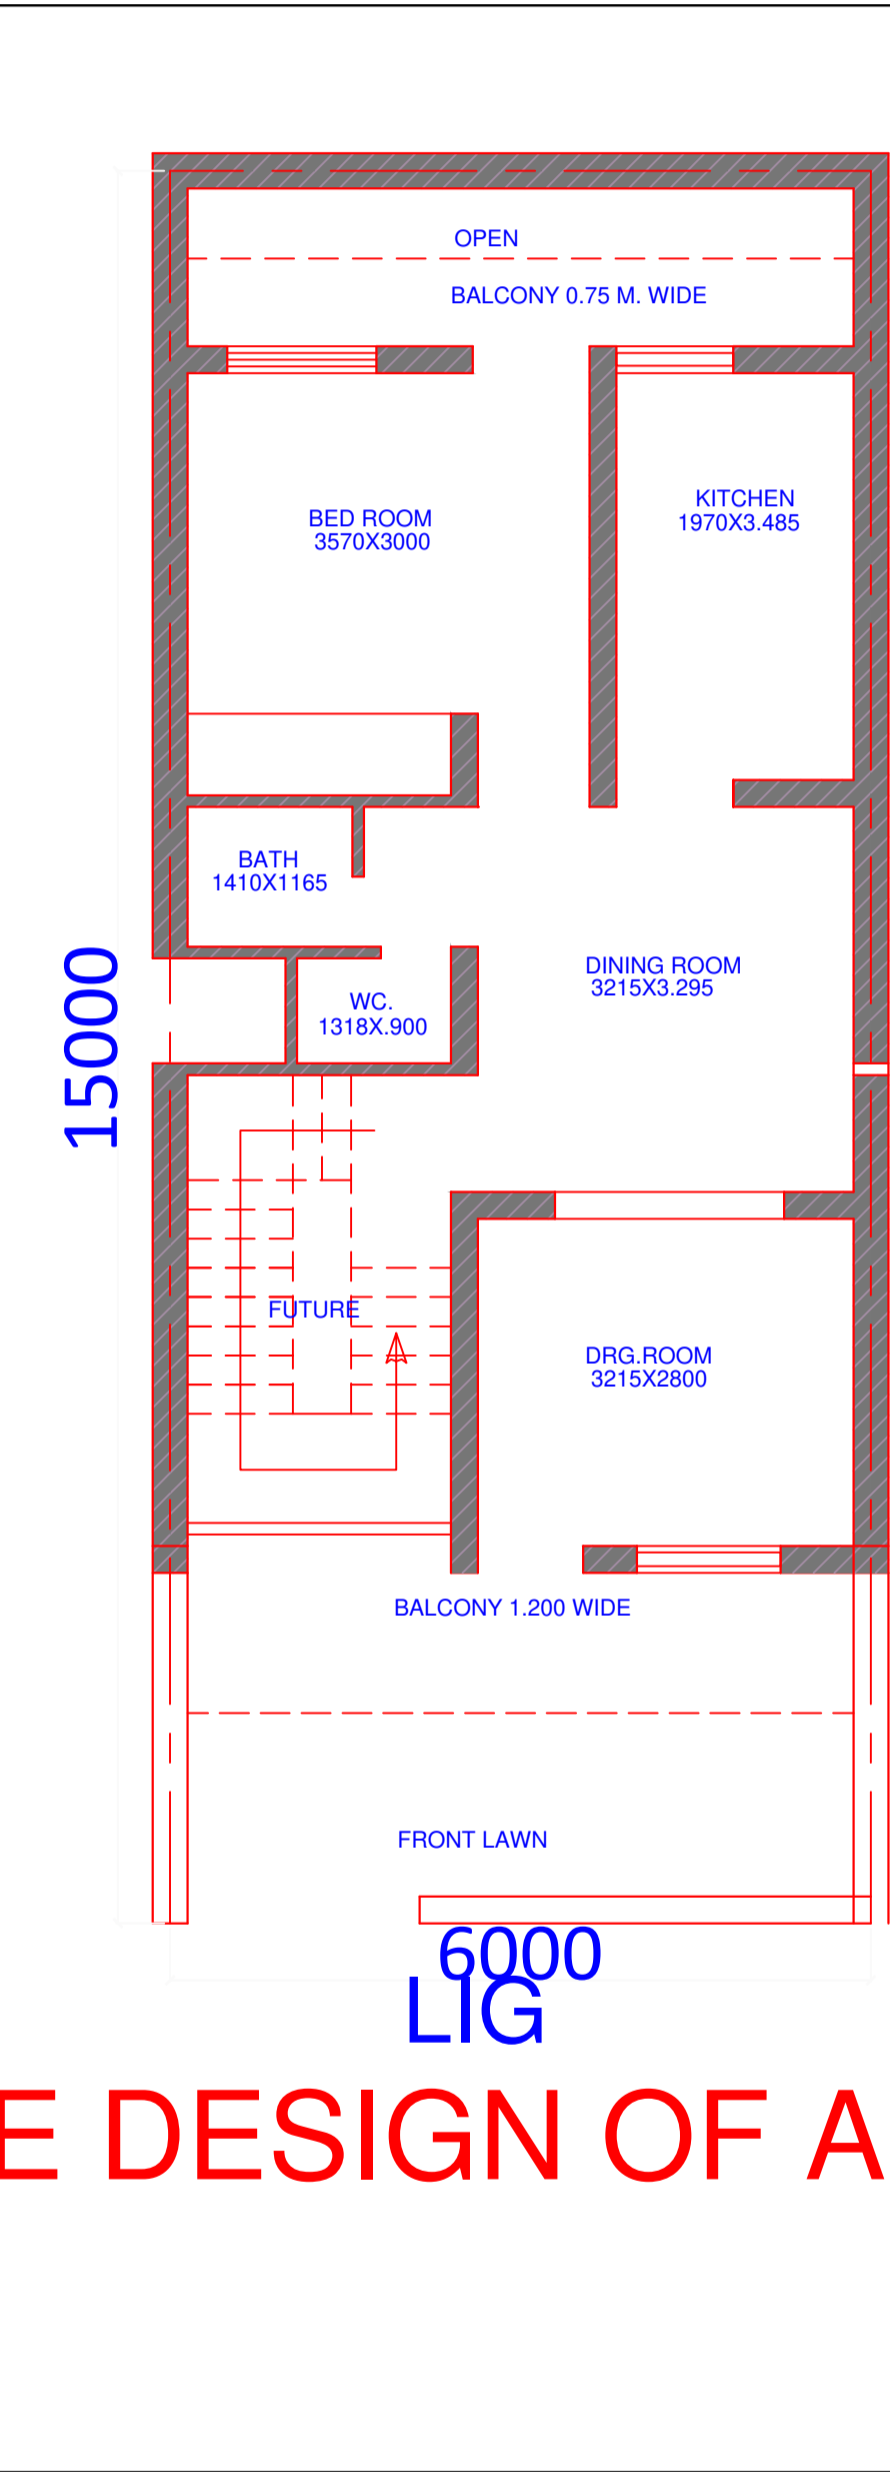 OPEN
BALCONY 0.75 M. WIDE
KITCHEN
1970X3.485
BED ROOM
3570X3000
BATH
1410X1165
DINING ROOM
3215X3.295
WC.
1318X.900
15000
FUTURE
DRG.ROOM
3215X2800
BALCONY 1.200 WIDE
FRONT LAWN
6000
LIG
E DESIGN OF A